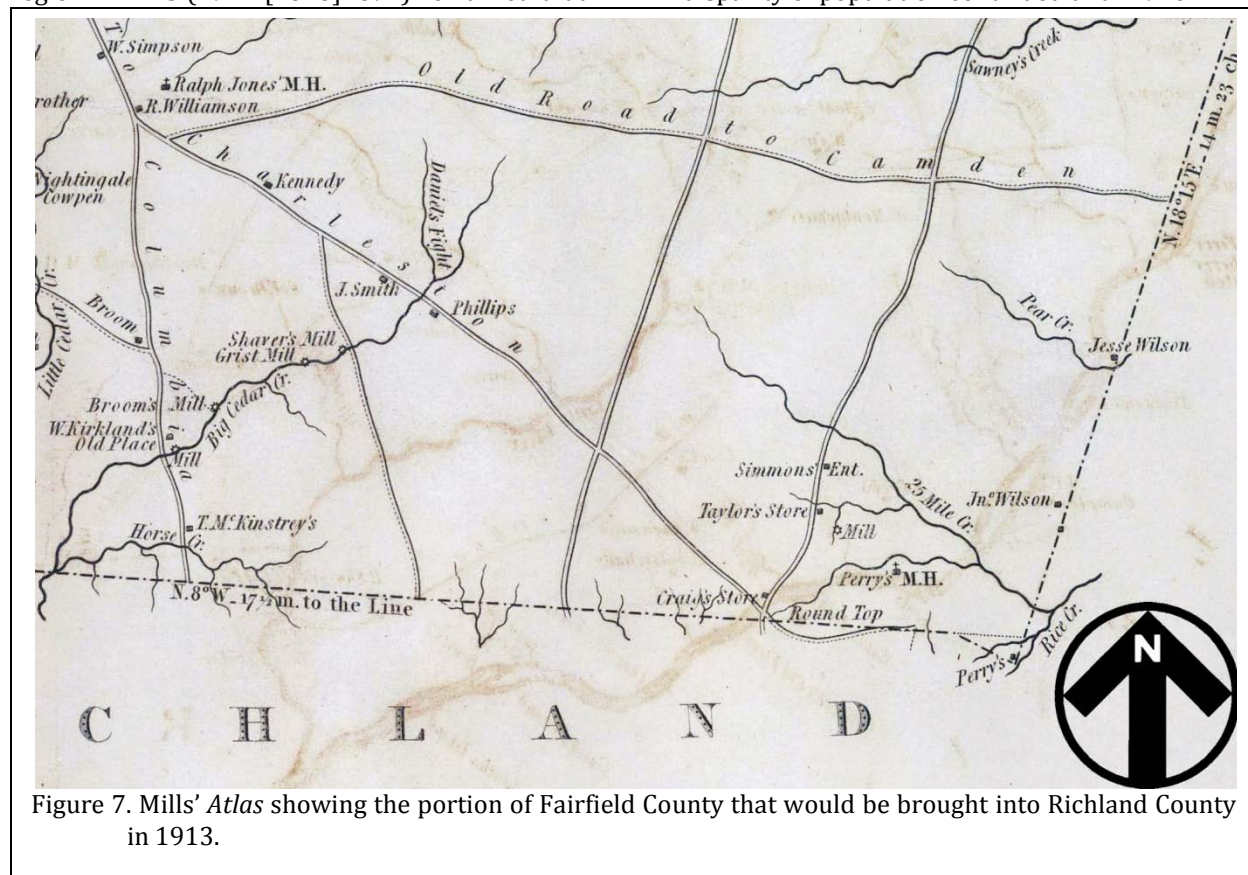 W. Simpson
Ralph Jones' M.H.
R. Williamson
rother
Old Road to Camden
Sawney's Creek
N. 18° 15' E - 14 m. 23 ch
To Charleston
Columbia
Nightingale
Cowpen
Kennedy
Daniel's Fight
J. Smith
Phillips
Pear Cr.
Jesse Wilson
Little Cedar Cr.
Broom
Shaver's Mill
Grist Mill
Broom's Mill
Big Cedar Cr.
W. Kirkland's
Old Place
Mill
Simmons' Ent.
25 Mile Cr.
Jnº. Wilson
Taylor's Store
Mill
T. McKinstrey's
Horse Cr.
Perry's M.H.
N. 8° W - 17½ m. to the Line
Craig's Store
Round Top
Perry's
Rice Cr.
N
C H L A N D
Figure 7. Mills' Atlas showing the portion of Fairfield County that would be brought into Richland County
in 1913.